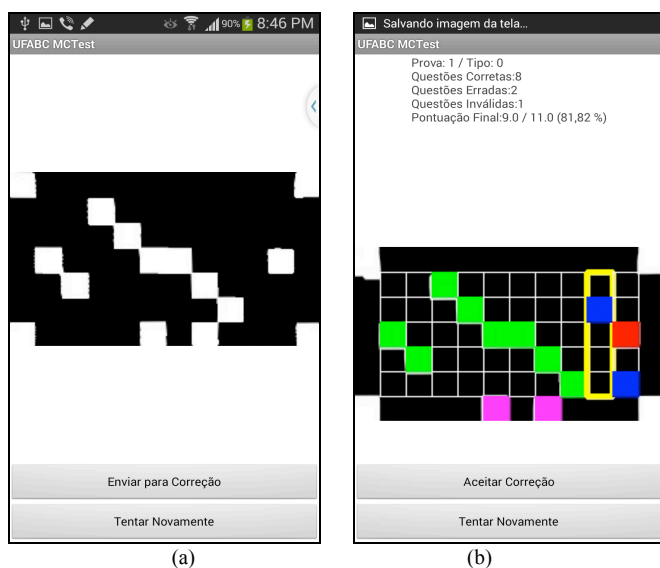 90% 8:46 PM
UFABC MCTest
Enviar para Correção
Tentar Novamente
(a)
Salvando imagem da tela...
UFABC MCTest
Prova: 1 / Tipo: 0
Questões Corretas:8
Questões Erradas:2
Questões Inválidas:1
Pontuação Final:9.0 / 11.0 (81,82 %)
Aceitar Correção
Tentar Novamente
(b)